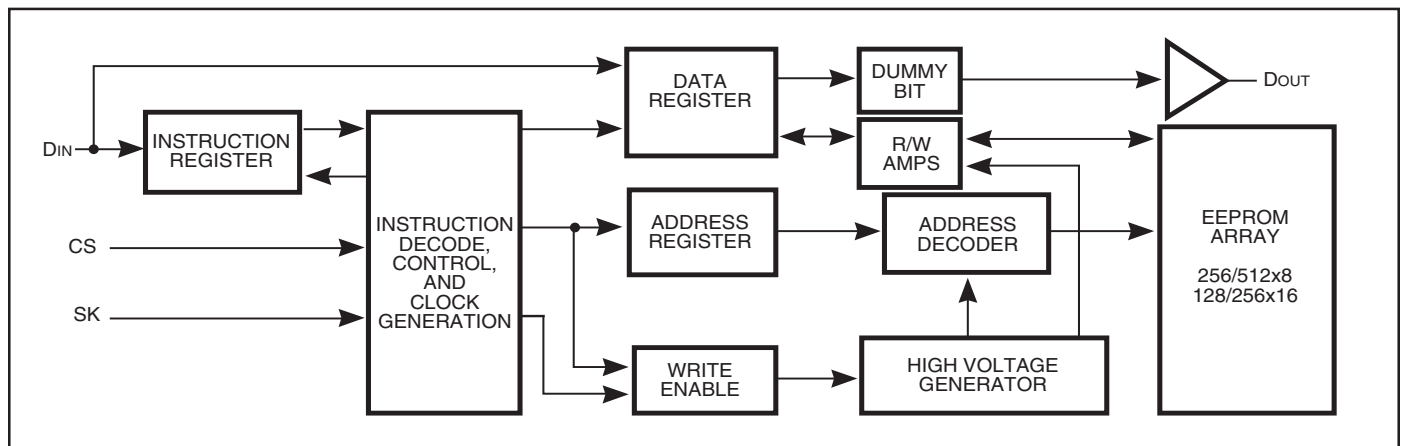 DATA
REGISTER
DUMMY
BIT
DOUT
DIN
INSTRUCTION
REGISTER
R/W
AMPS
CS
SK
INSTRUCTION
DECODE,
CONTROL,
AND
CLOCK
GENERATION
ADDRESS
REGISTER
ADDRESS
DECODER
EEPROM
ARRAY
256/512x8
128/256x16
WRITE
ENABLE
HIGH VOLTAGE
GENERATOR